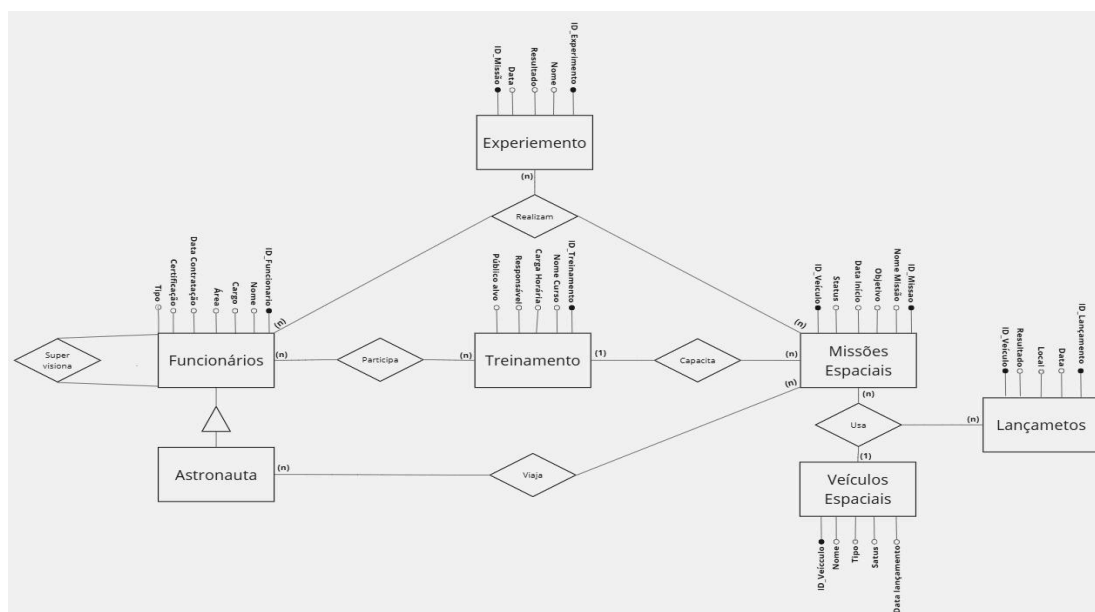 ID_Missão
Data
Resultado
Nome
ID_Experimento
Experiemento
(n)
Realizam
Tipo
Certificação
Data Contratação
Área
Cargo
Nome
ID_Funcionario
(n)
Funcionários
(n)
Super
visiona
Participa
Público alvo
Responsável
Carga Horária
Nome Curso
ID_Treinamento
(n)
Treinamento
(1)
Capacita
ID_Veículo
Status
Data Início
Objetivo
Nome Missão
ID_Missao
(n)
(n)
Missões
Espaciais
(n)
(n)
ID_Veículo
Resultado
Local
Data
ID_Lançamento
(n)
Lançametos
Usa
(1)
Astronauta
(n)
Viaja
Veículos
Espaciais
ID_Veículo
Nome
Tipo
Satus
Data lançamento